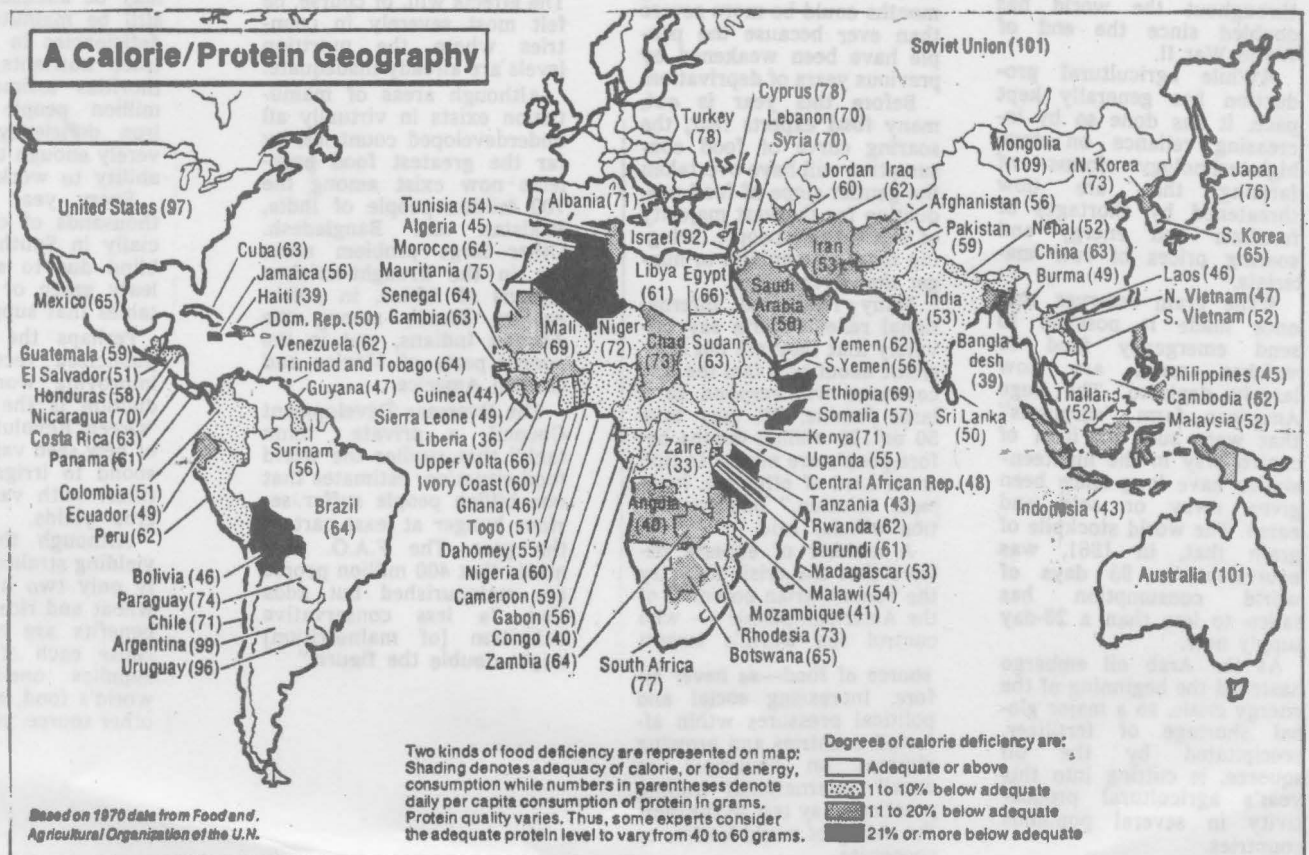 A Calorie/Protein Geography
Soviet Union (101)
Cyprus (78)
Lebanon (70)
Syria (70)
Turkey
(78)
Mongolia
(109)
N. Korea
(73)
Japan
(76)
S. Korea
(65)
Jordan
(60)
Iraq
(62)
Afghanistan (56)
Pakistan
(59)
Nepal (52)
China (63)
Burma (49)
Laos (46)
N. Vietnam (47)
S. Vietnam (52)
United States (97)
Cuba (63)
Jamaica (56)
Haiti (39)
Dom. Rep. (50)
Mexico (65)
Venezuela (62)
Trinidad and Tobago (64)
Guyana (47)
Guatemala (59)
El Salvador (51)
Honduras (58)
Nicaragua (70)
Costa Rica (63)
Panama (61)
Surinam
(56)
Colombia (51)
Ecuador (49)
Peru (62)
Brazil
(64)
Bolivia (46)
Paraguay (74)
Chile (71)
Argentina (99)
Uruguay (96)
Albania (71)
Tunisia (54)
Algeria (45)
Morocco (64)
Mauritania (75)
Senegal (64)
Gambia (63)
Israel (92)
Libya
(61)
Egypt
(66)
Iran
(53)
Saudi
Arabia
(56)
India
(53)
Bangla
desh
(39)
Mali
(69)
Niger
(72)
Chad
(73)
Sudan
(63)
Yemen (62)
S.Yemen (56)
Guinea (44)
Sierra Leone (49)
Liberia (36)
Upper Volta (66)
Ivory Coast (60)
Ghana (46)
Togo (51)
Dahomey (55)
Nigeria (60)
Cameroon (59)
Gabon (56)
Congo (40)
Zambia (64)
Ethiopia (69)
Somalia (57)
Kenya (71)
Uganda (55)
Central African Rep. (48)
Tanzania (43)
Rwanda (62)
Burundi (61)
Madagascar (53)
Malawi (54)
Mozambique (41)
Rhodesia (73)
Botswana (65)
Zaire
(33)
Angola
(40)
South Africa
(77)
Sri Lanka
(50)
Thailand
(52)
Philippines (45)
Cambodia (62)
Malaysia (52)
Indonesia (43)
Australia (101)
Two kinds of food deficiency are represented on map:
Shading denotes adequacy of calorie, or food energy,
consumption while numbers in parentheses denote
daily per capita consumption of protein in grams.
Protein quality varies. Thus, some experts consider
the adequate protein level to vary from 40 to 60 grams.
Degrees of calorie deficiency are:
Adequate or above
1 to 10% below adequate
11 to 20% below adequate
21% or more below adequate
Based on 1970 data from Food and
Agricultural Organization of the U.N.